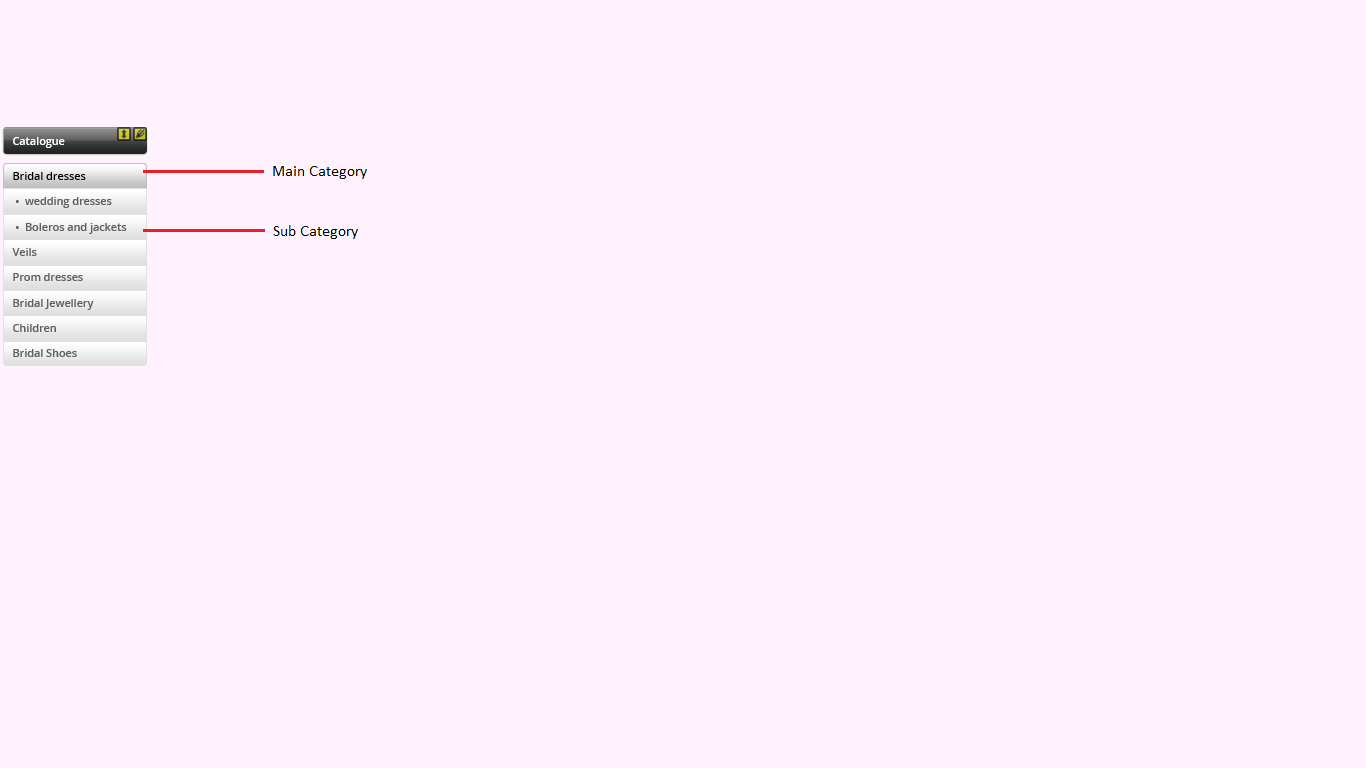 Catalogue
Bridal dresses
Main Category
• wedding dresses
• Boleros and jackets
Sub Category
Veils
Prom dresses
Bridal Jewellery
Children
Bridal Shoes